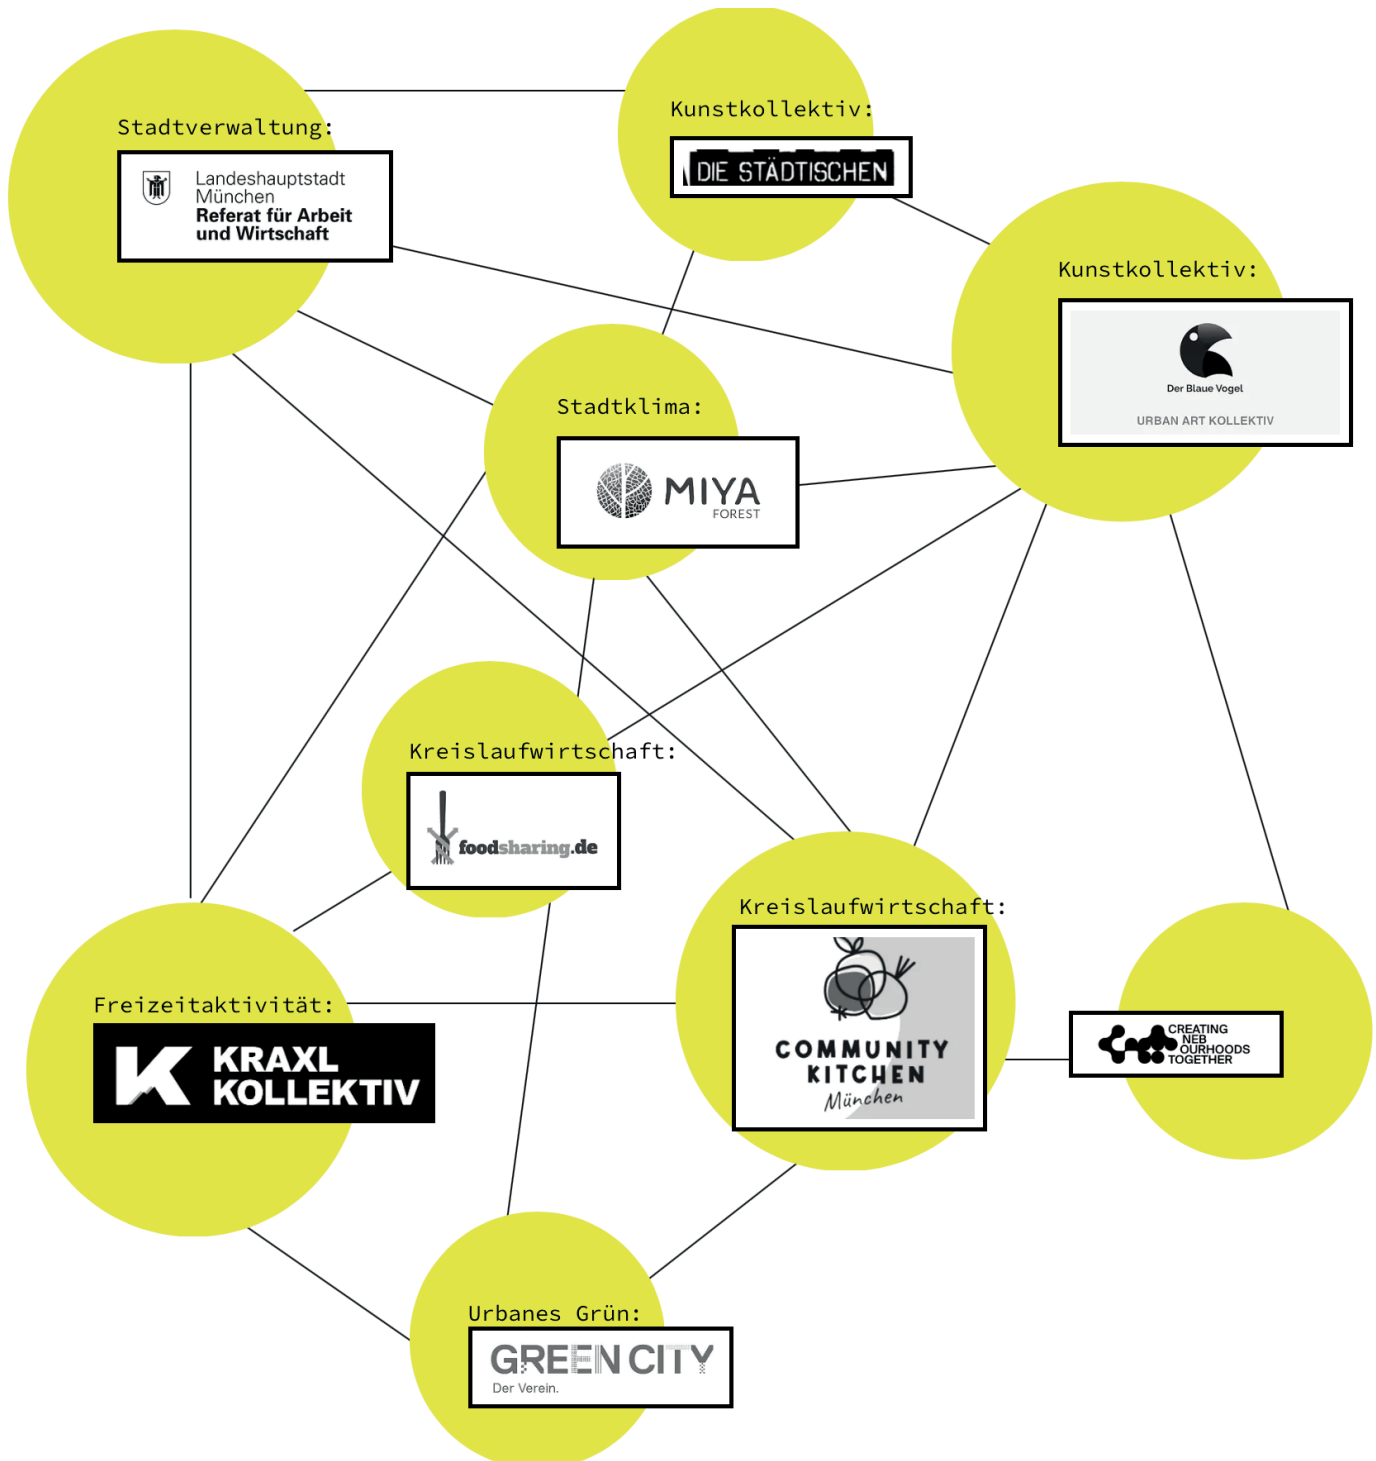 Stadtverwaltung:
Landeshauptstadt
München
Referat für Arbeit
und Wirtschaft
Kunstkollektiv:
DIE STÄDTISCHEN
Kunstkollektiv:
Der Blaue Vogel
URBAN ART KOLLEKTIV
Stadtklima:
MIYA
FOREST
Kreislaufwirtschaft:
foodsharing.de
Kreislaufwirtschaft:
COMMUNITY
KITCHEN
München
CREATING
NEB
OURHOODS
TOGETHER
Freizeitaktivität:
KRAXL
KOLLEKTIV
Urbanes Grün:
GREEN CITY
Der Verein.